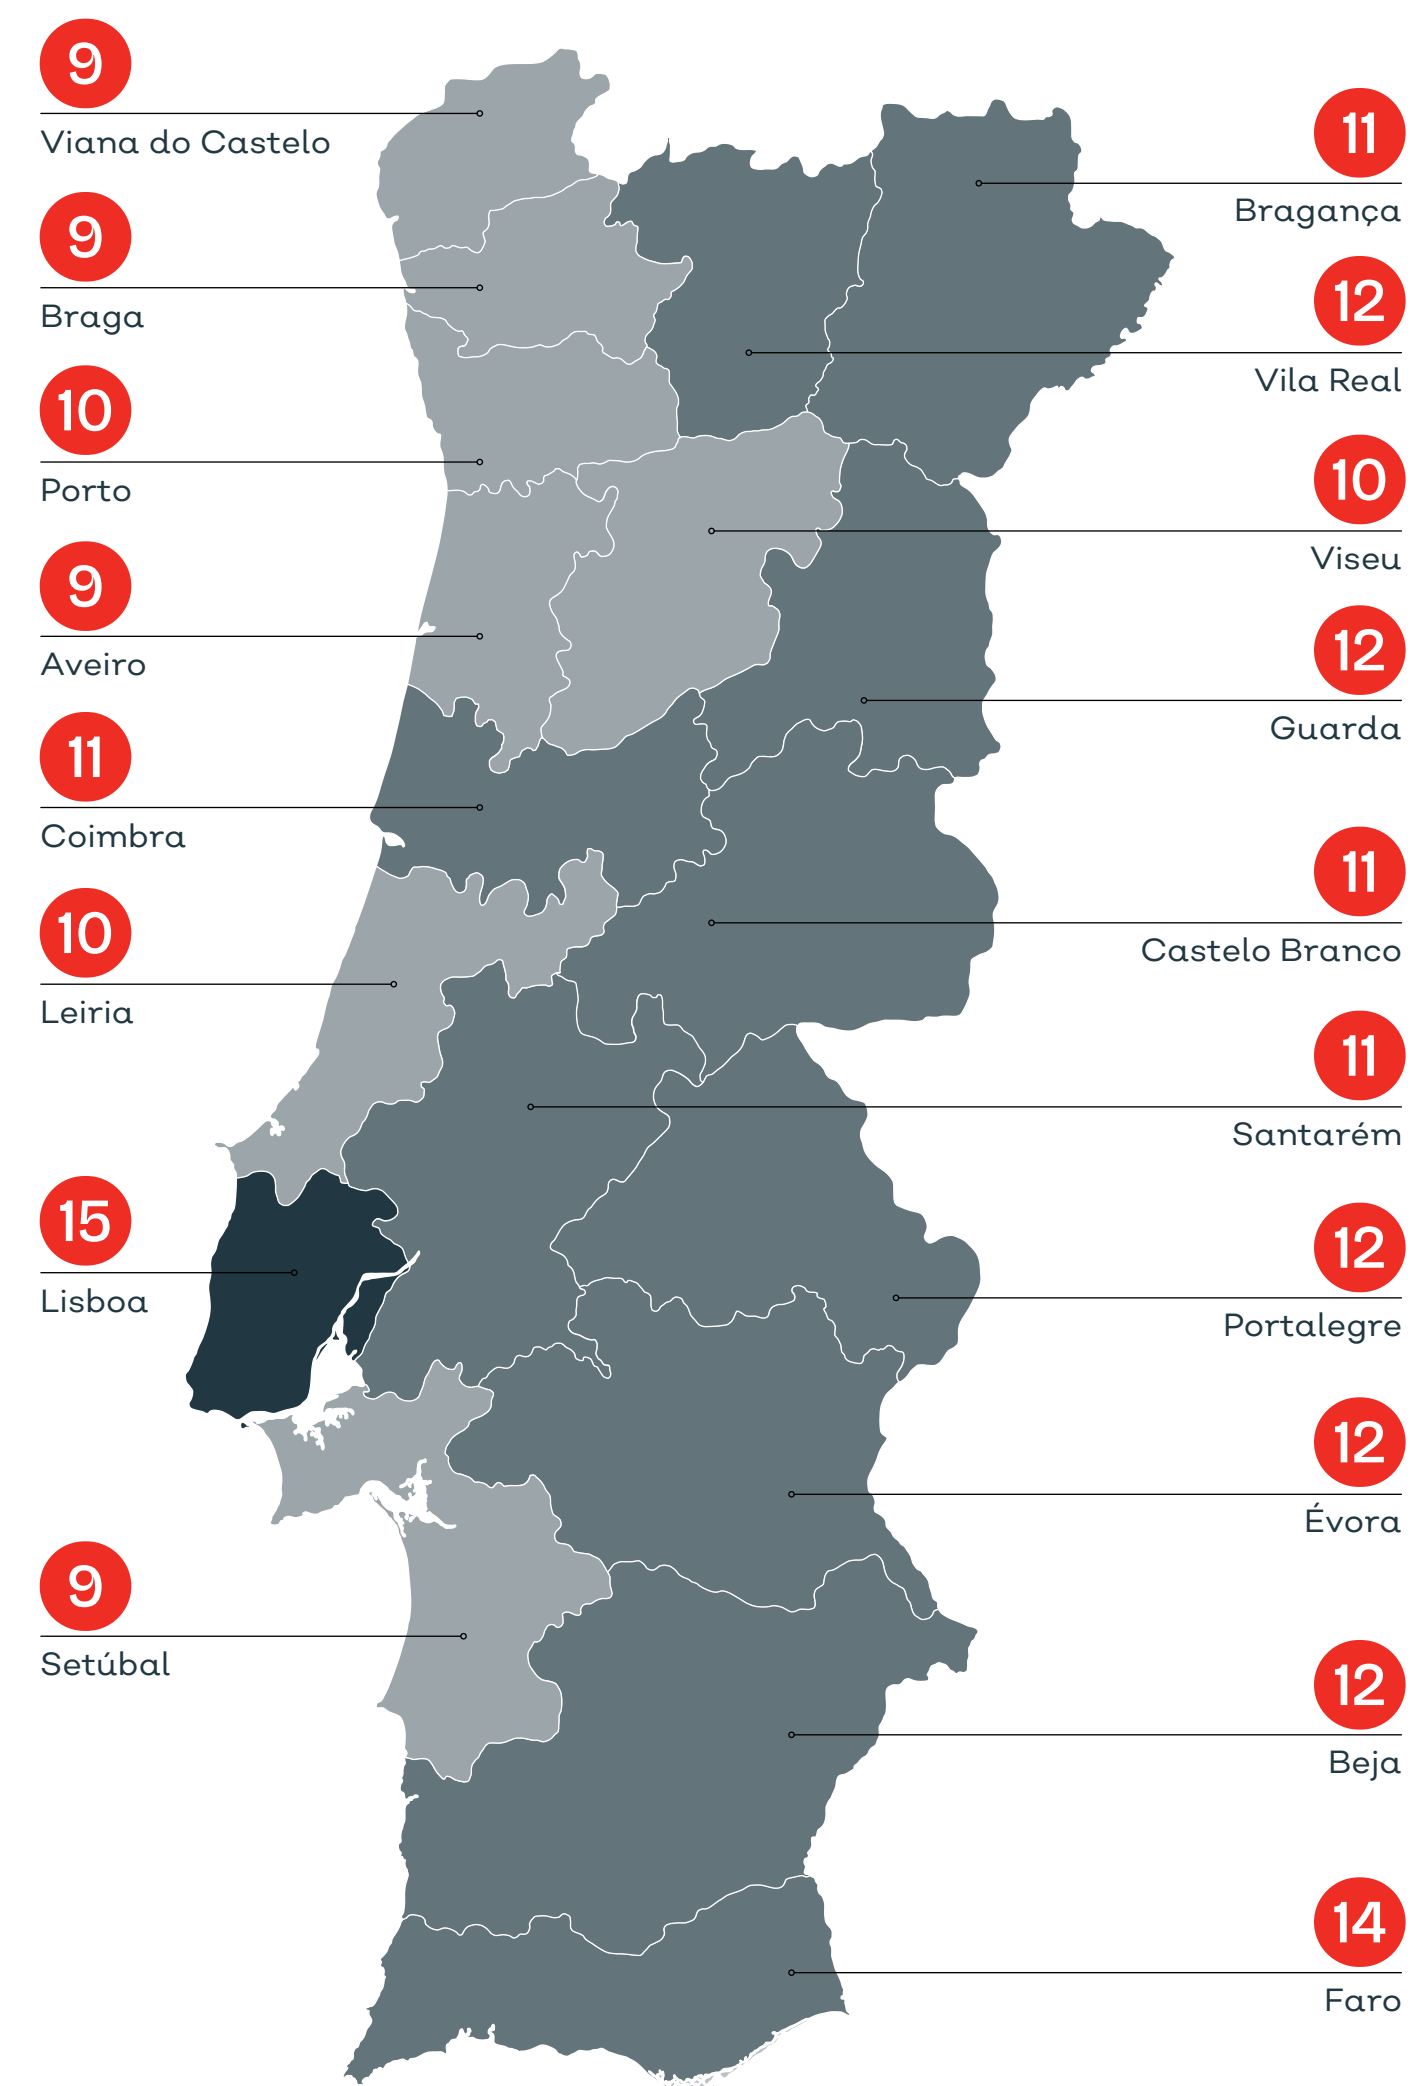 9
Viana do Castelo
9
Braga
10
Porto
9
Aveiro
11
Coimbra
10
Leiria
15
Lisboa
9
Setúbal
11
Bragança
12
Vila Real
10
Viseu
12
Guarda
11
Castelo Branco
11
Santarém
12
Portalegre
12
Évora
12
Beja
14
Faro